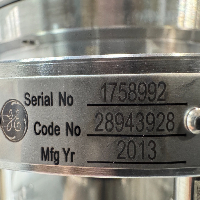 Serial No 1758992
Code No 28943928
Mfg Yr 2013